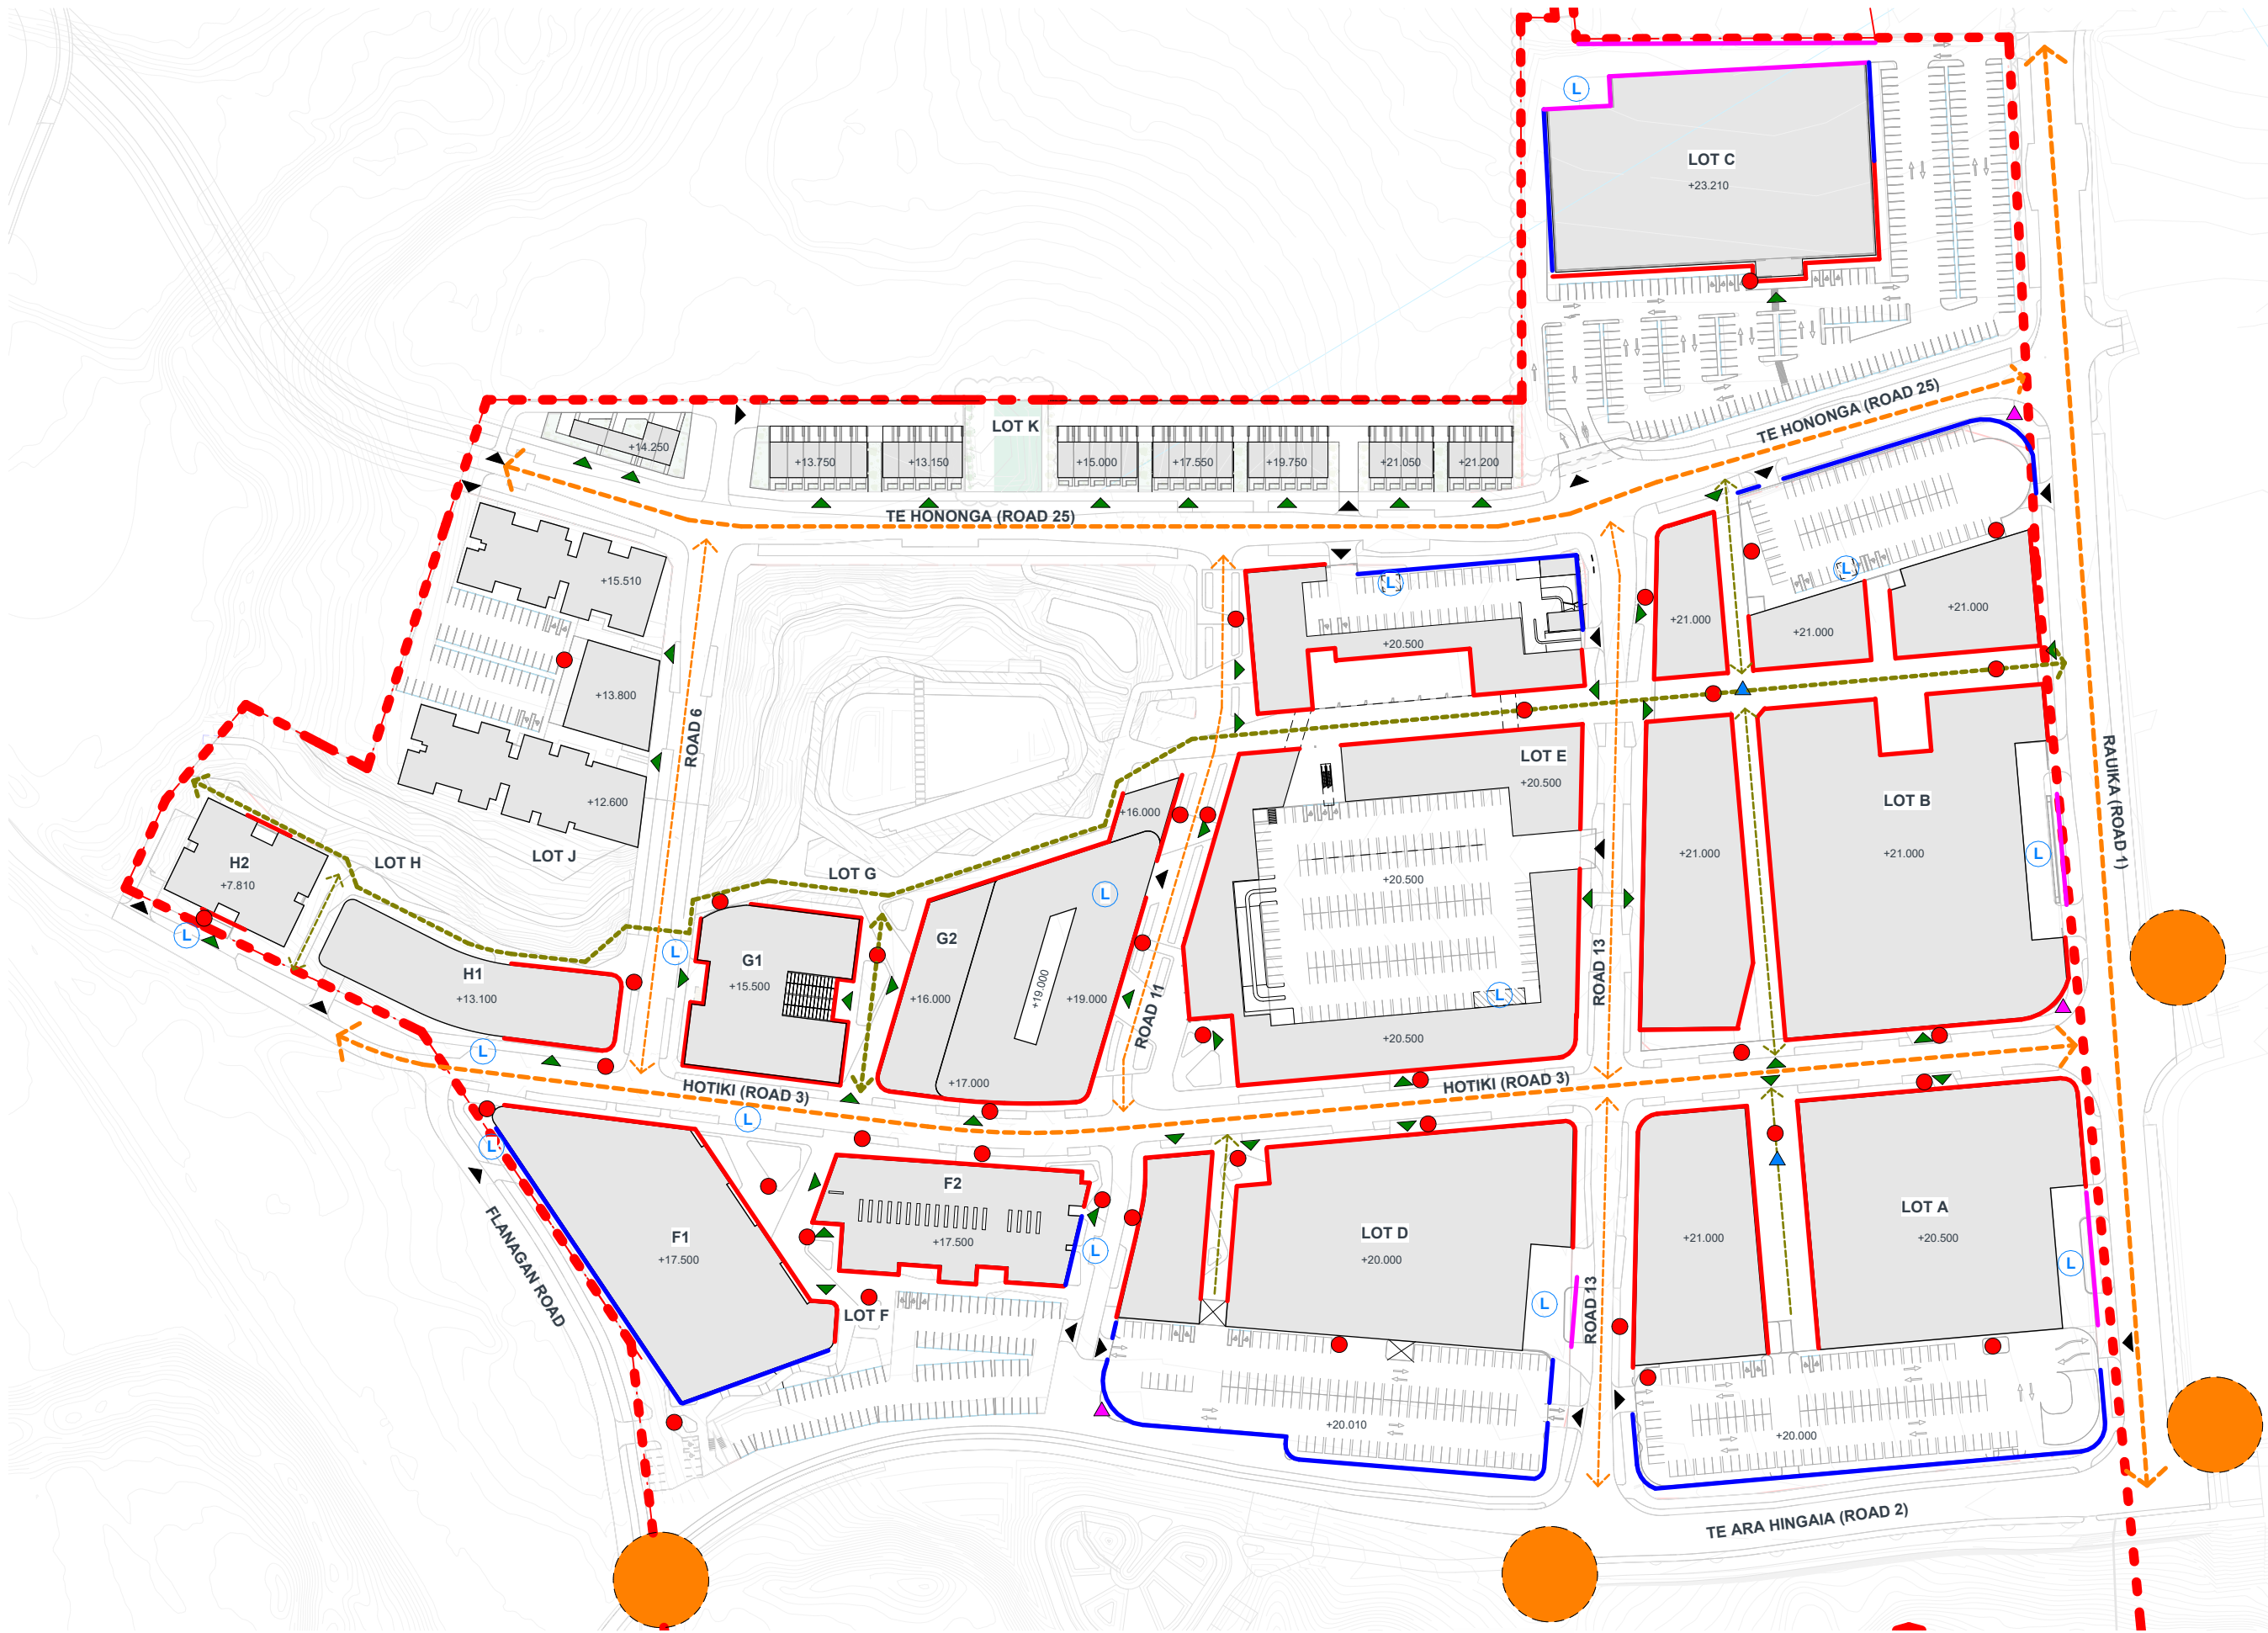 L
LOT C
+23.210
TE HONONGA (ROAD 25)
LOT K
+14.250
+13.750
+13.150
+15.000
+17.550
+19.750
+21.050
+21.200
TE HONONGA (ROAD 25)
+15.510
L
L
+21.000
+21.000
+21.000
+20.500
+13.800
ROAD 6
LOT E
+20.500
RAUIKA (ROAD 1)
+12.600
+16.000
LOT B
+21.000
+21.000
L
H2
+7.810
LOT H
LOT J
LOT G
+20.500
L
L
L
G2
G1
+15.500
H1
+13.100
+16.000
+19.000
+19.000
L
ROAD 13
ROAD 11
+20.500
L
+17.000
HOTIKI (ROAD 3)
HOTIKI (ROAD 3)
L
L
F2
+17.500
F1
+17.500
L
LOT D
+20.000
LOT A
+20.500
+21.000
L
FLANAGAN ROAD
L
LOT F
ROAD 13
+20.010
+20.000
TE ARA HINGAIA (ROAD 2)